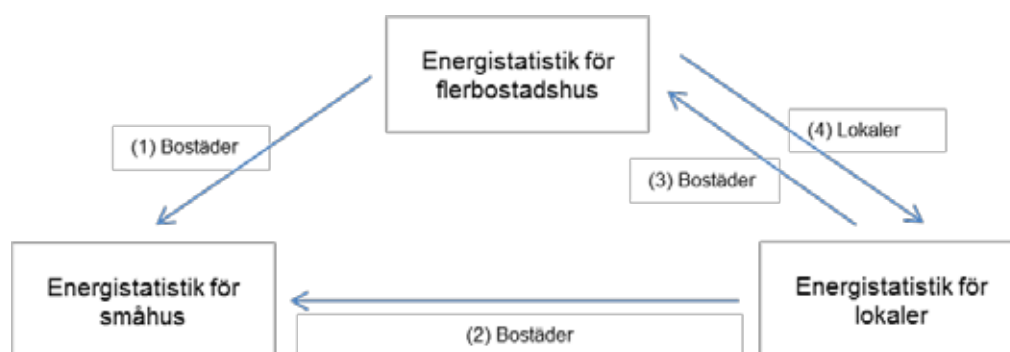 Energistatistik för
flerbostadshus
(1) Bostäder
(4) Lokaler
(3) Bostäder
Energistatistik för
småhus
(2) Bostäder
Energistatistik för
lokaler